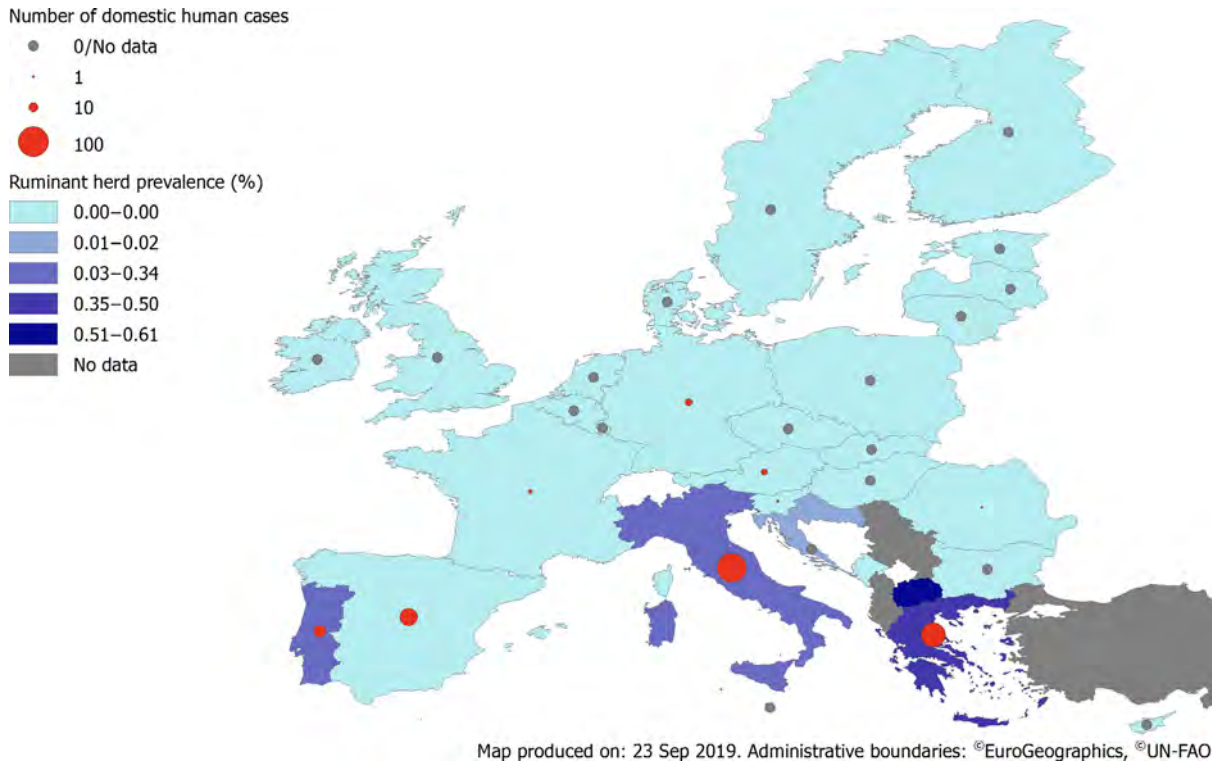 Number of domestic human cases
0/No data
1
10
100
Ruminant herd prevalence (%)
0.00–0.00
0.01–0.02
0.03–0.34
0.35–0.50
0.51–0.61
No data
Map produced on: 23 Sep 2019. Administrative boundaries: ©EuroGeographics, ©UN-FAO